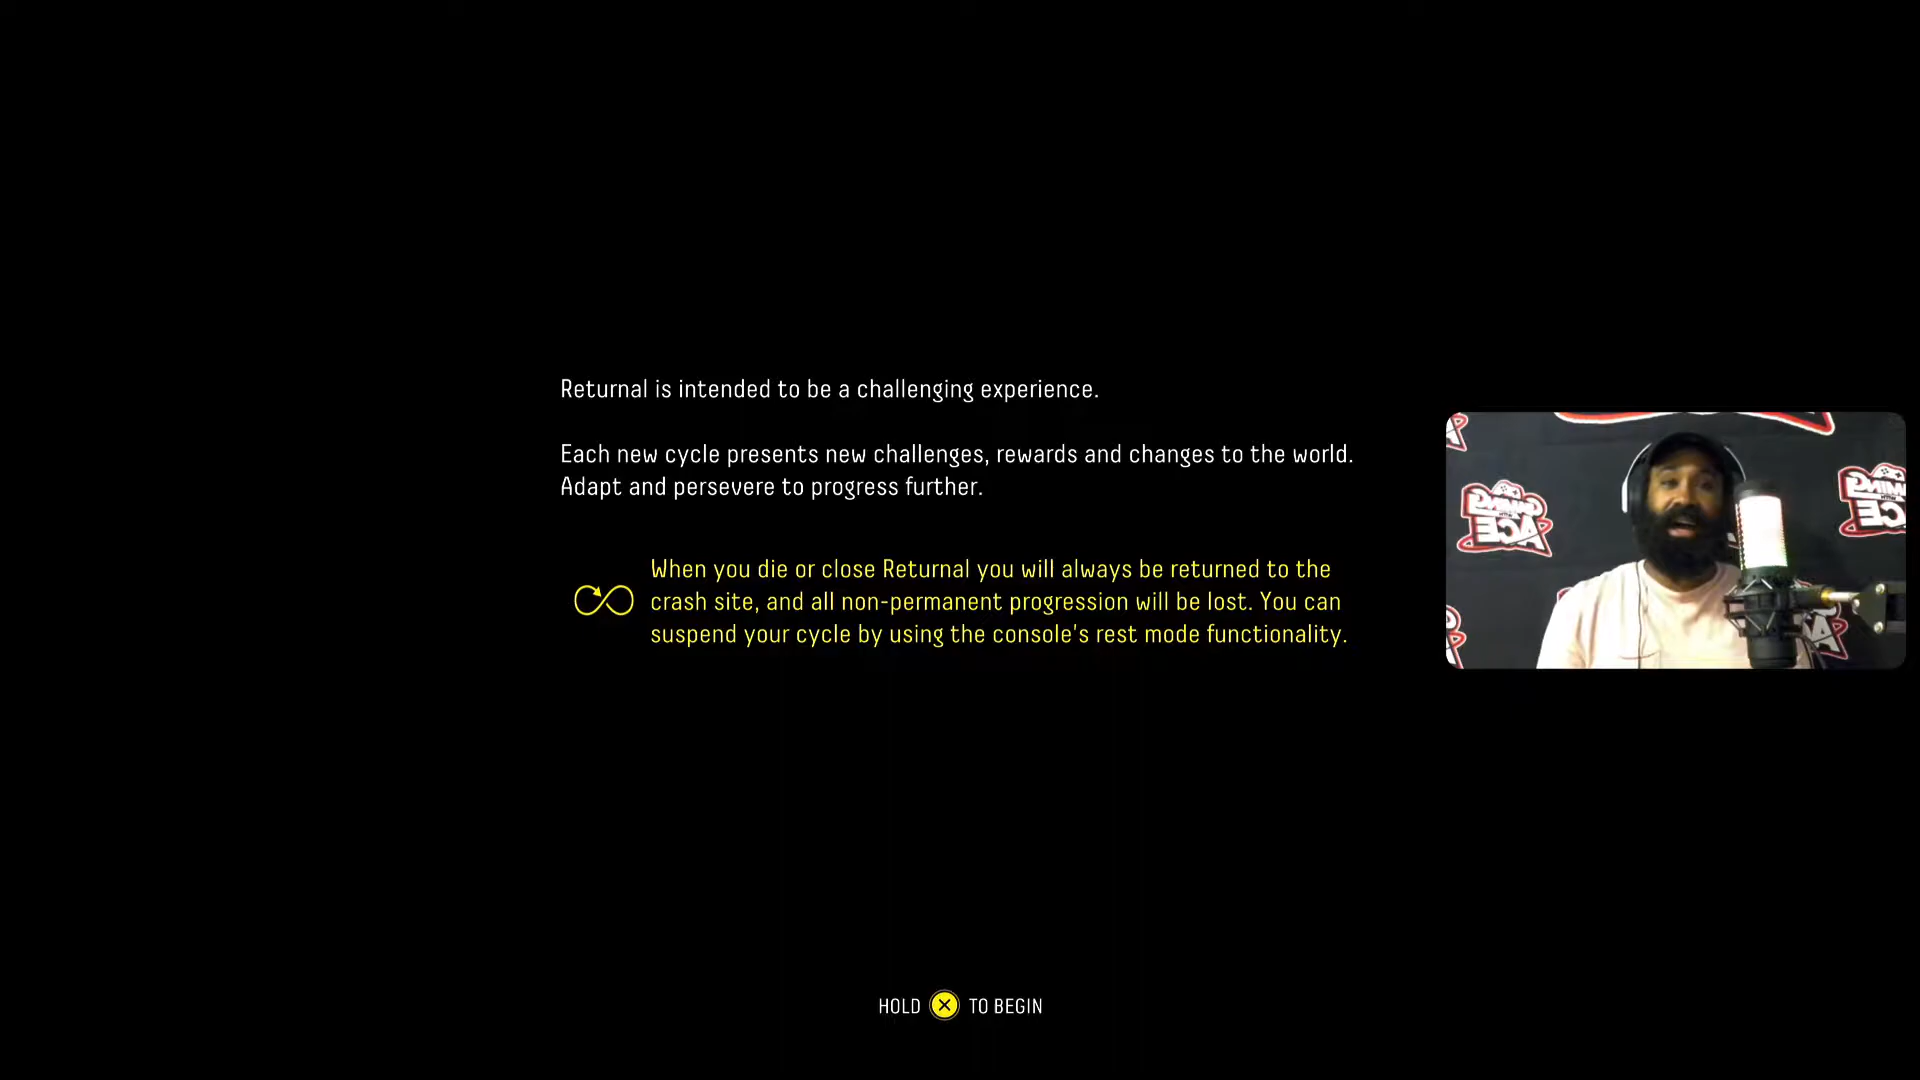 Returnal is intended to be a challenging experience.
Each new cycle presents new challenges, rewards and changes to the world.
Adapt and persevere to progress further.
When you die or close Returnal you will always be returned to the
crash site, and all non-permanent progression will be lost. You can
suspend your cycle by using the console's rest mode functionality.
GAMING
WITH
ACE
HOLD ⓧ TO BEGIN